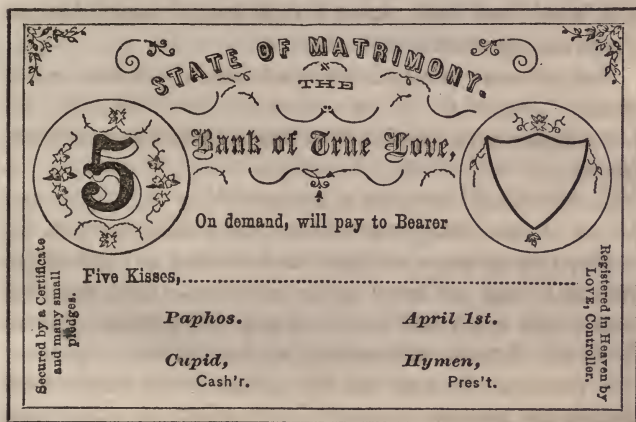 STATE OF MATRIMONY.
THE
5
Bank of True Love,
On demand, will pay to Bearer
Five Kisses,
Paphos. April 1st.
Cupid, Hymen,
Cash'r. Pres't.
Secured by a Certificate
and many small
pledges.
Registered in Heaven by
LOVE, Controller.